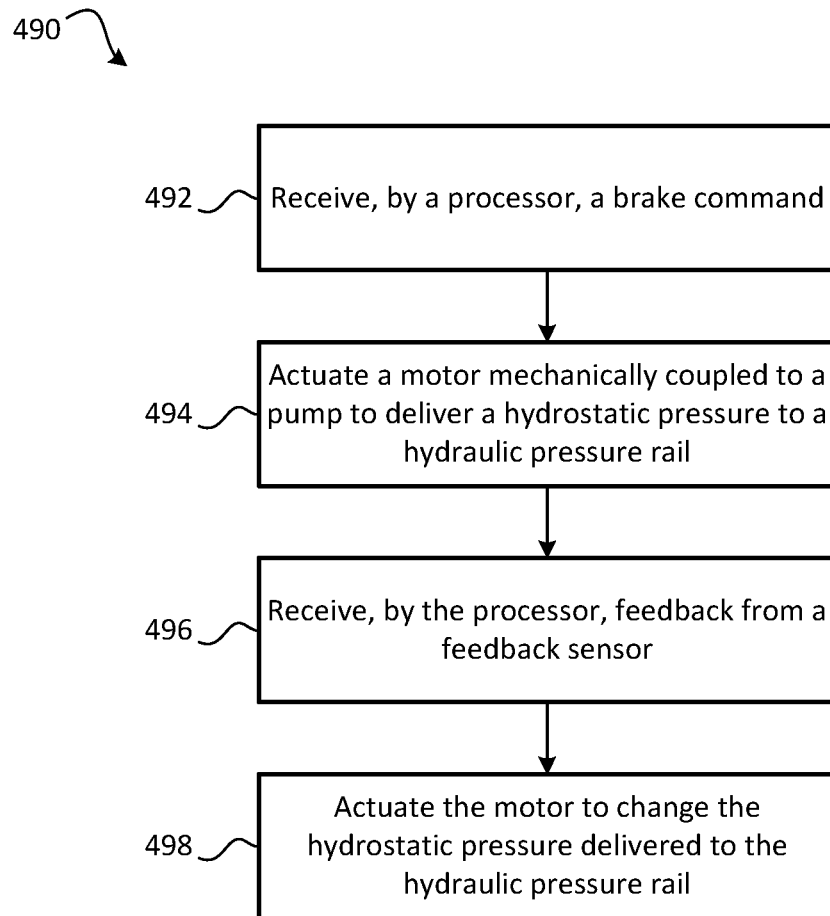 490
492
Receive, by a processor, a brake command
494
Actuate a motor mechanically coupled to a
pump to deliver a hydrostatic pressure to a
hydraulic pressure rail
496
Receive, by the processor, feedback from a
feedback sensor
498
Actuate the motor to change the
hydrostatic pressure delivered to the
hydraulic pressure rail